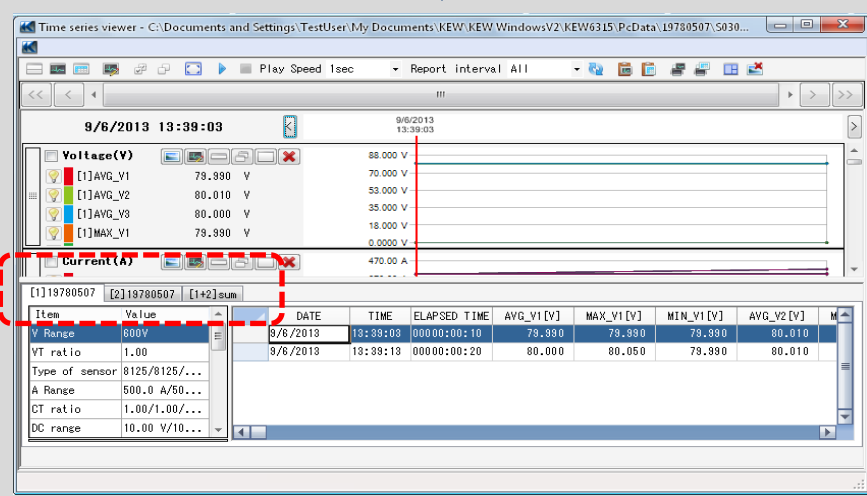 Time series viewer - C:\Documents and Settings\TestUser\My Documents\KEW\KEW WindowsV2\KEW6315\PcData\19780507\S030...
Play Speed 1sec Report interval All
<< < > >>
9/6/2013 13:39:03 <
9/6/2013
13:39:03
>
Voltage(V)
[1]AVG_V1 79.990 V
[1]AVG_V2 80.010 V
[1]AVG_V3 80.000 V
[1]MAX_V1 79.990 V
88.000 V
70.000 V
53.000 V
35.000 V
18.000 V
0.0000 V
Current(A)
470.00 A
[1]19780507 [2]19780507 [1+2]sum
Item Value
V Range 600V
VT ratio 1.00
Type of sensor 8125/8125/...
A Range 500.0 A/50...
CT ratio 1.00/1.00/...
DC range 10.00 V/10...
DATE TIME ELAPSED TIME AVG_V1[V] MAX_V1[V] MIN_V1[V] AVG_V2[V]
9/6/2013 13:39:03 00000:00:10 79.990 79.990 79.990 80.010
9/6/2013 13:39:13 00000:00:20 80.000 80.050 79.990 80.010